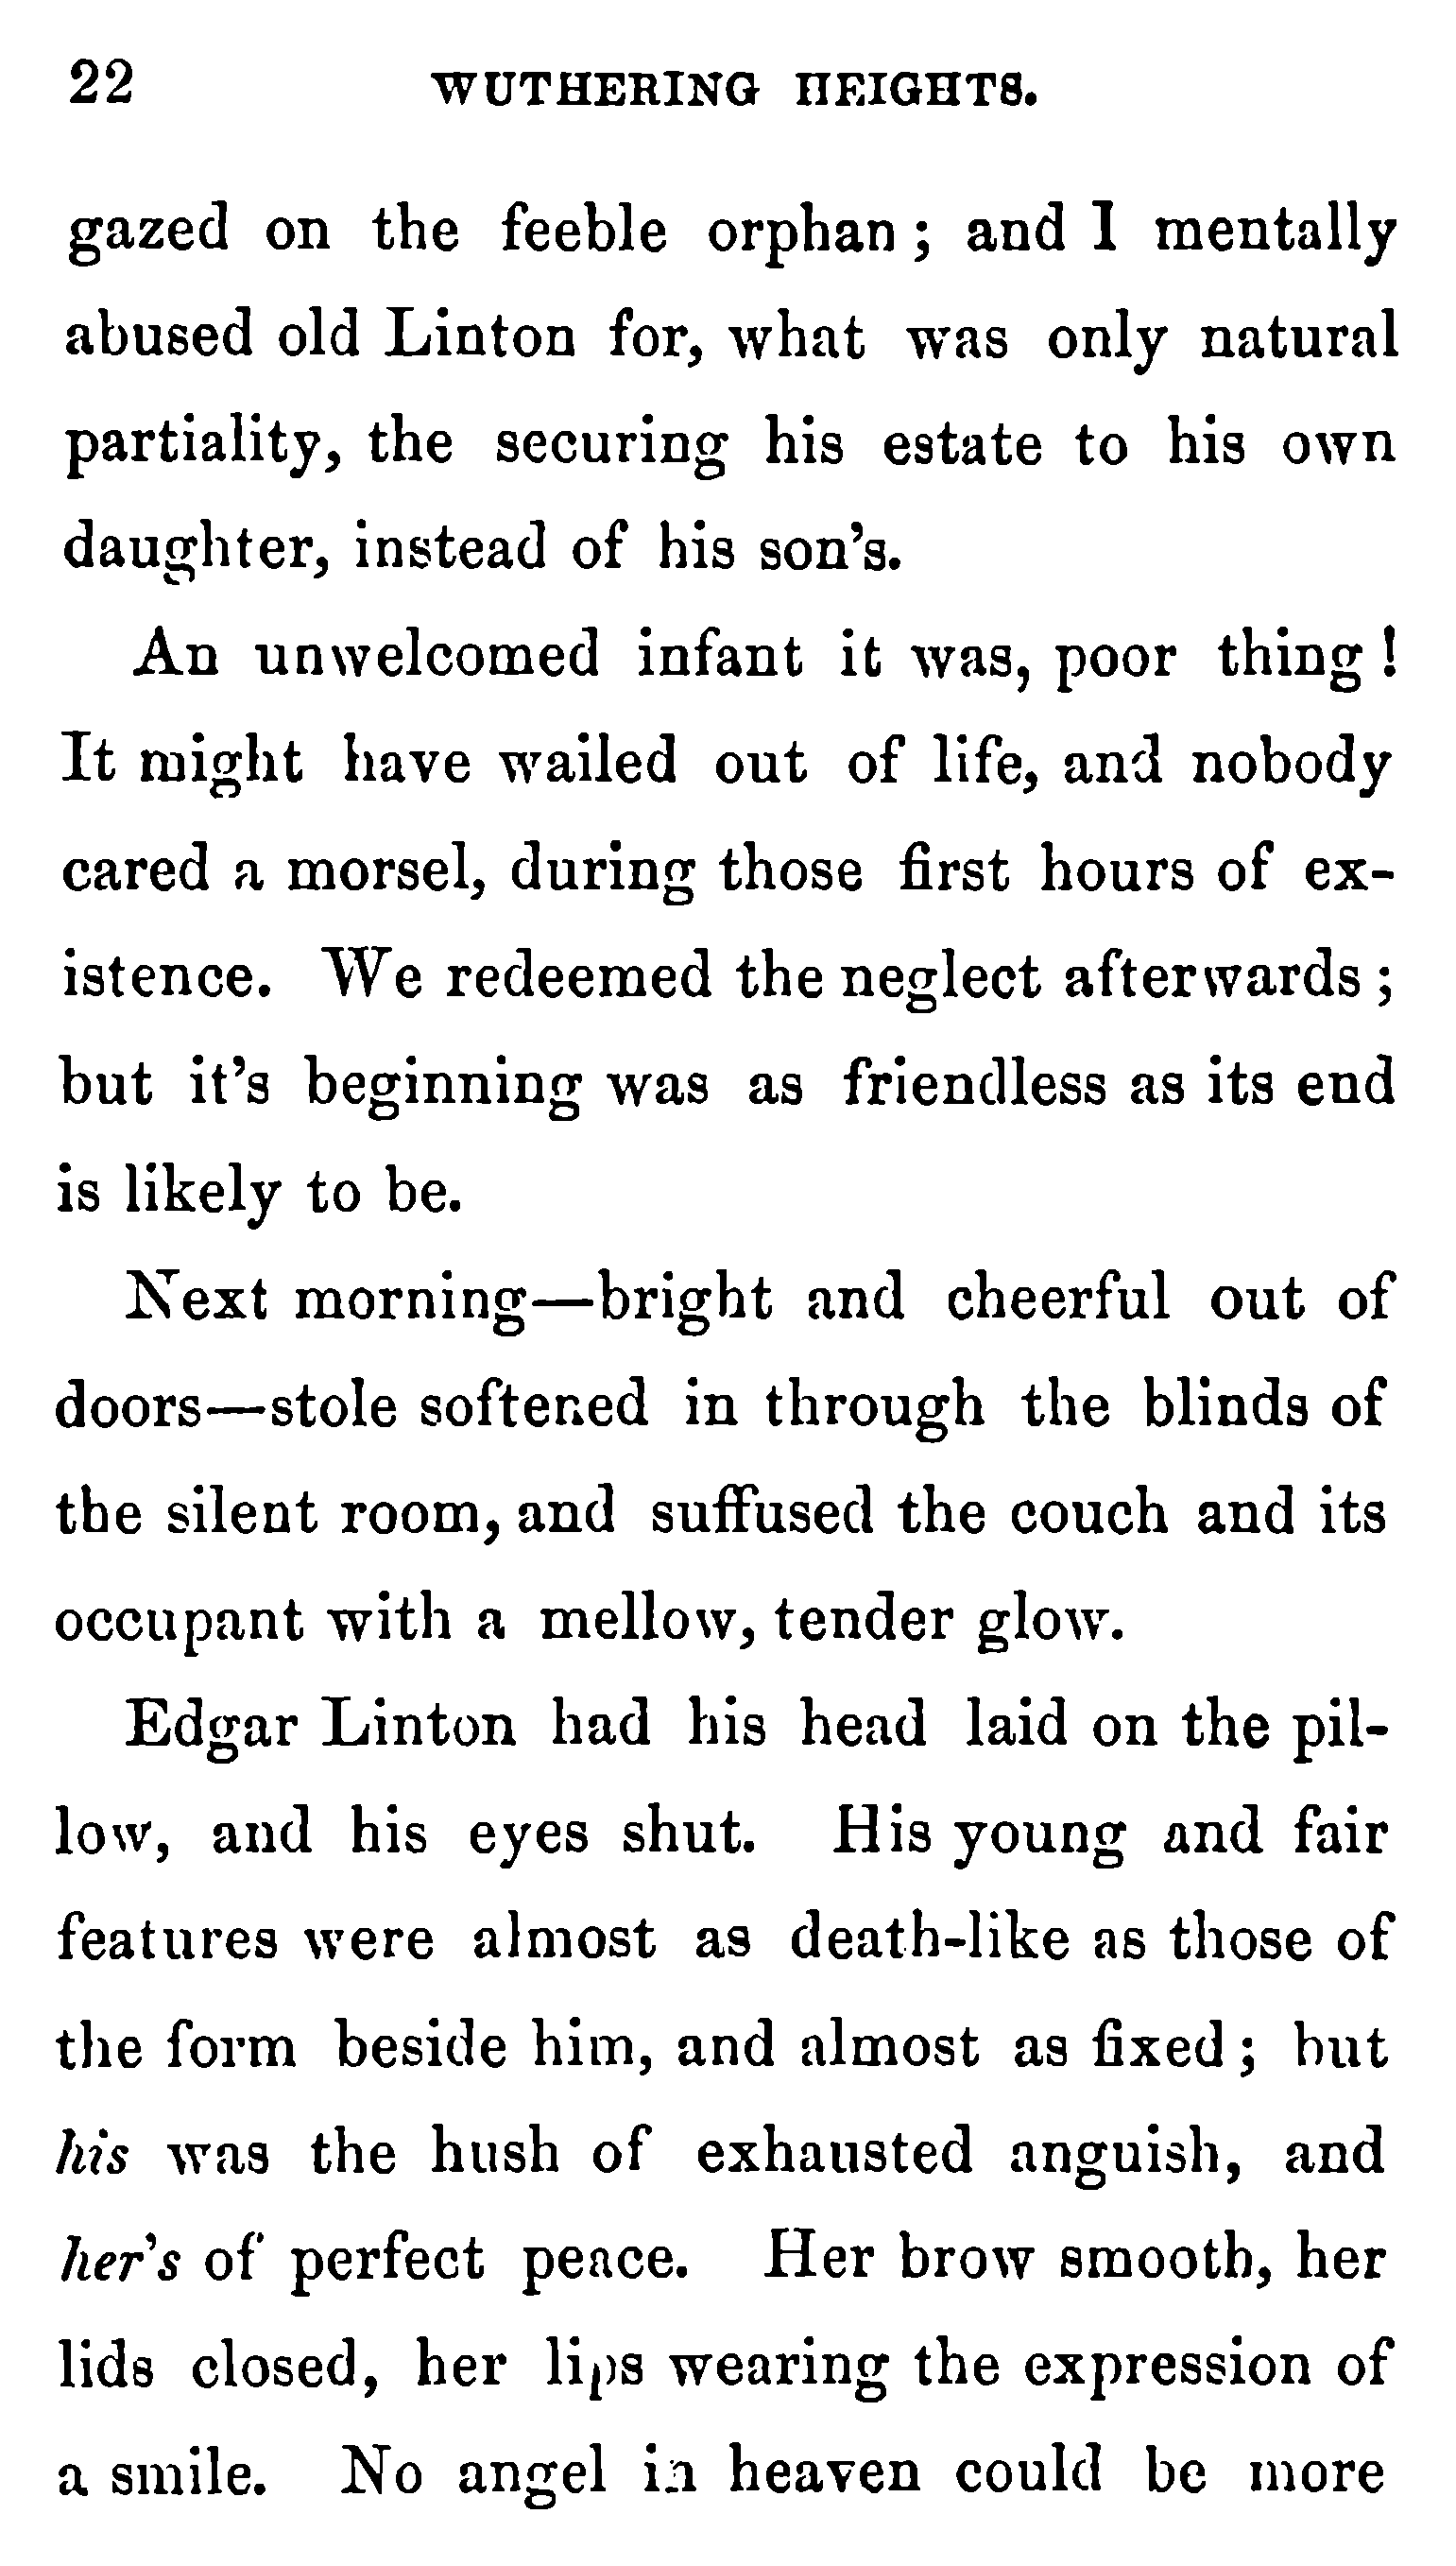 22 WUTHERING HEIGHTS.
gazed on the feeble orphan ; and I mentally
abused old Linton for, what was only natural
partiality, the securing his estate to his own
daughter, instead of his son's.
An unwelcomed infant it was, poor thing !
It might have wailed out of life, and nobody
cared a morsel, during those first hours of ex-
istence. We redeemed the neglect afterwards ;
but it's beginning was as friendless as its end
is likely to be.
Next morning—bright and cheerful out of
doors—stole softened in through the blinds of
the silent room, and suffused the couch and its
occupant with a mellow, tender glow.
Edgar Linton had his head laid on the pil-
low, and his eyes shut. His young and fair
features were almost as death-like as those of
the form beside him, and almost as fixed ; but
his was the hush of exhausted anguish, and
her's of perfect peace. Her brow smooth, her
lids closed, her lips wearing the expression of
a smile. No angel in heaven could be more